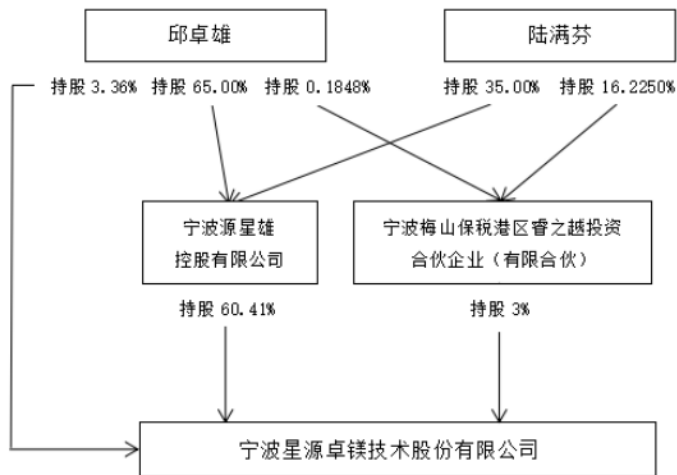 邱卓雄
陆满芬
持股 3.36% 持股 65.00% 持股 0.1848%
持股 35.00% 持股 16.2250%
宁波源星雄
控股有限公司
宁波梅山保税港区睿之越投资
合伙企业（有限合伙）
持股 60.41%
持股 3%
宁波星源卓镁技术股份有限公司